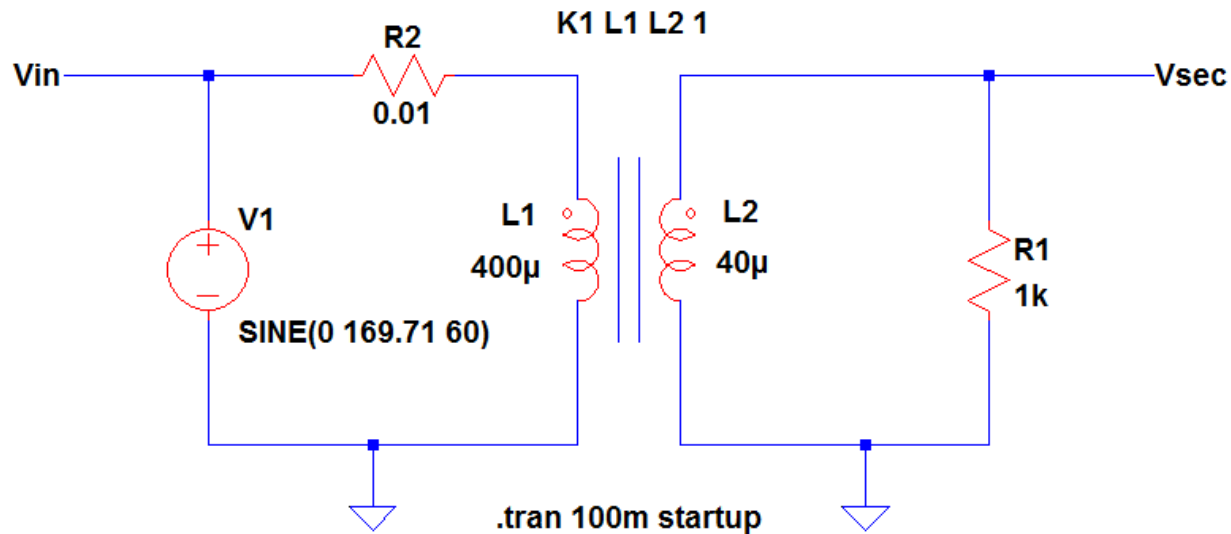 K1 L1 L2 1
R2
Vin
Vsec
0.01
V1
L1
L2
400µ
40µ
R1
1k
SINE(0 169.71 60)
.tran 100m startup